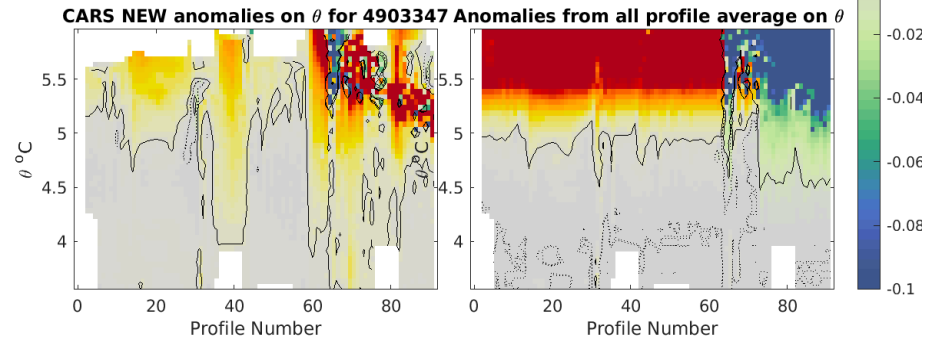 CARS NEW anomalies on θ for 4903347 Anomalies from all profile average on θ
5.5
5
4.5
4
θ °C
0 20 40 60 80
Profile Number
5.5
5
4.5
4
θ °C
0 20 40 60 80
Profile Number
-0.02
-0.04
-0.06
-0.08
-0.1